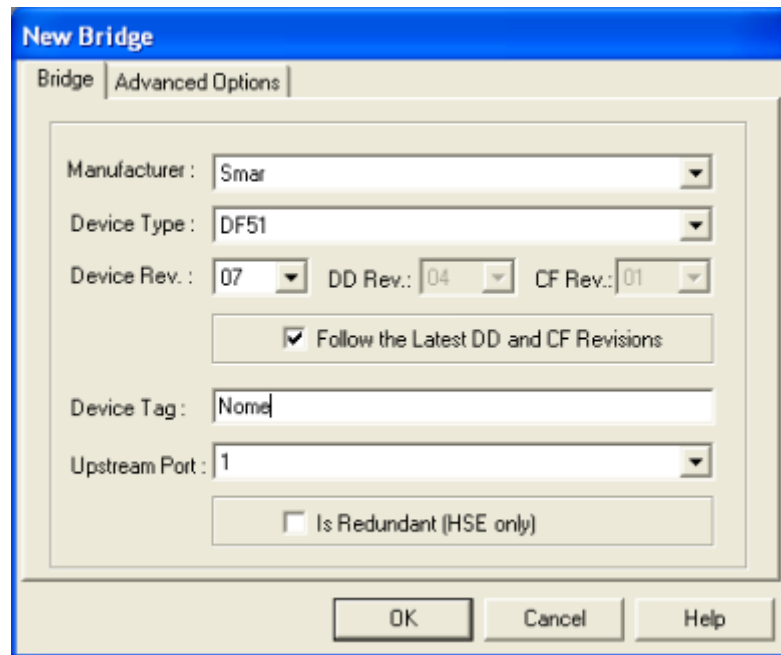 New Bridge
Bridge Advanced Options
Manufacturer : Smar
Device Type : DF51
Device Rev. : 07 DD Rev.: 04 CF Rev.: 01
Follow the Latest DD and CF Revisions
Device Tag : Nome
Upstream Port : 1
Is Redundant (HSE only)
OK Cancel Help